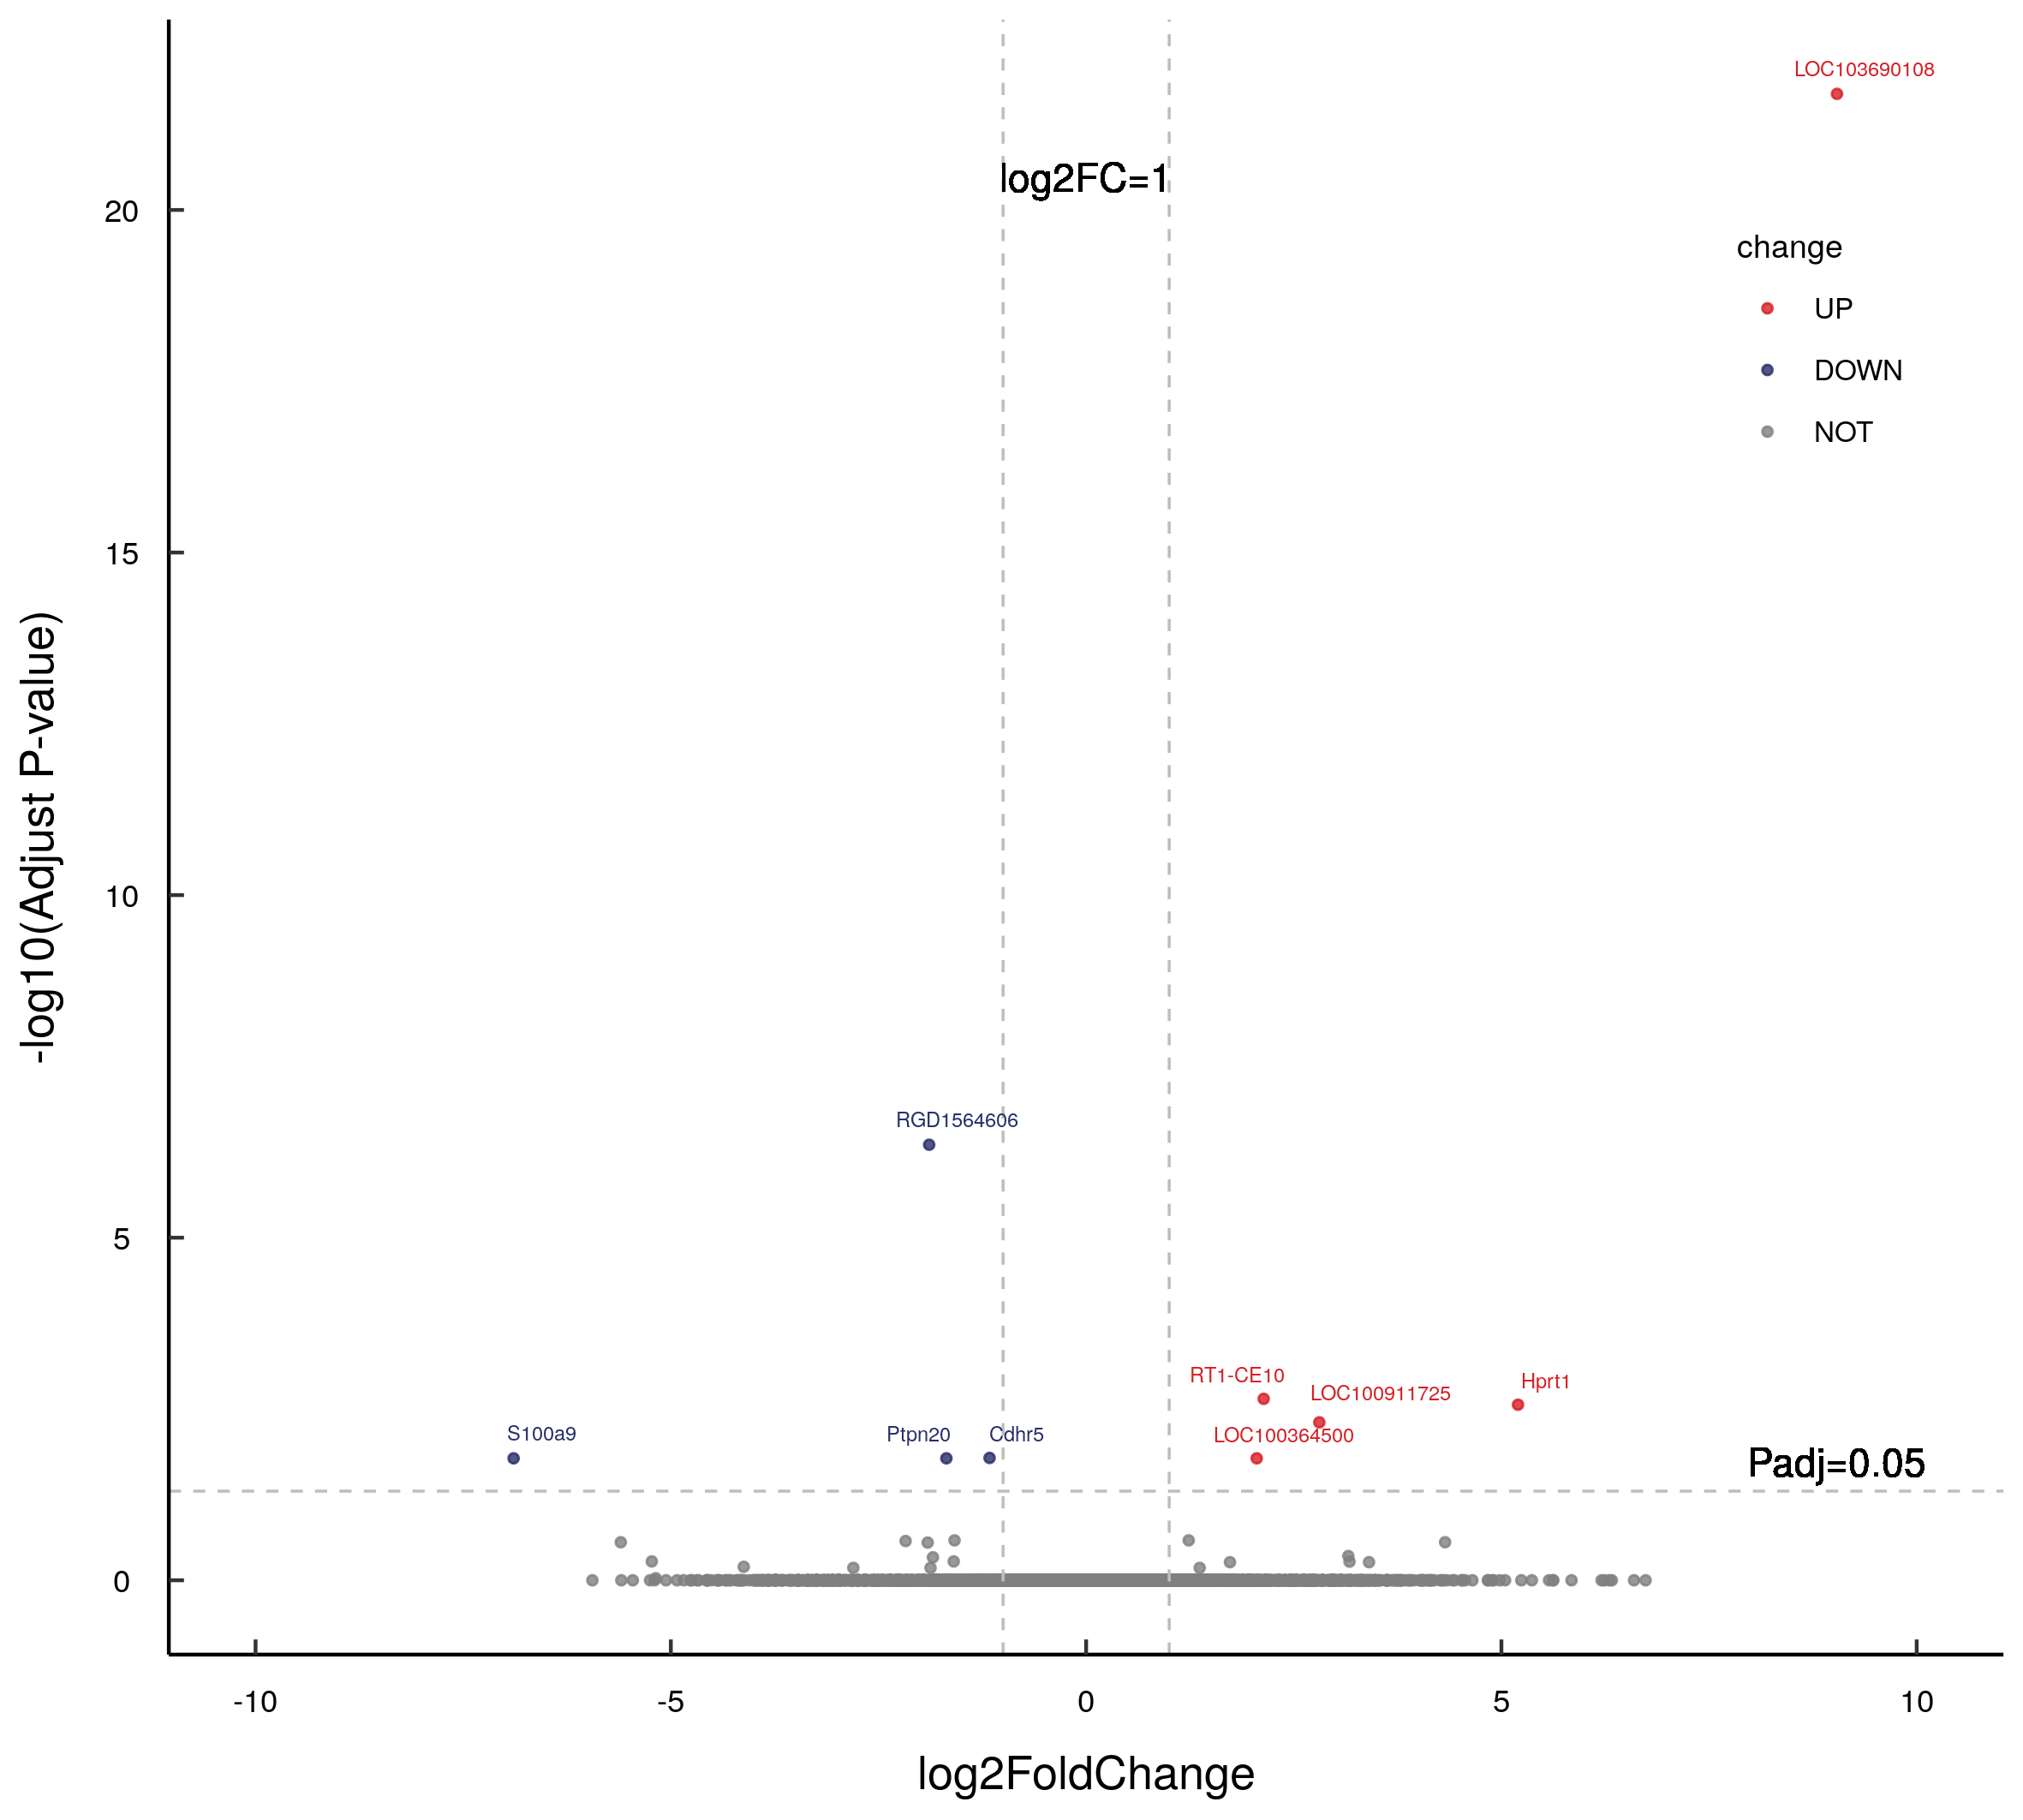 LOC103690108
log2FC=1
20
change
UP
DOWN
NOT
15
-log10(Adjust P-value)
10
RGD1564606
5
RT1-CE10
LOC100911725
Hprt1
S100a9
Ptpn20
Cdhr5
LOC100364500
Padj=0.05
0
-10
-5
0
5
10
log2FoldChange